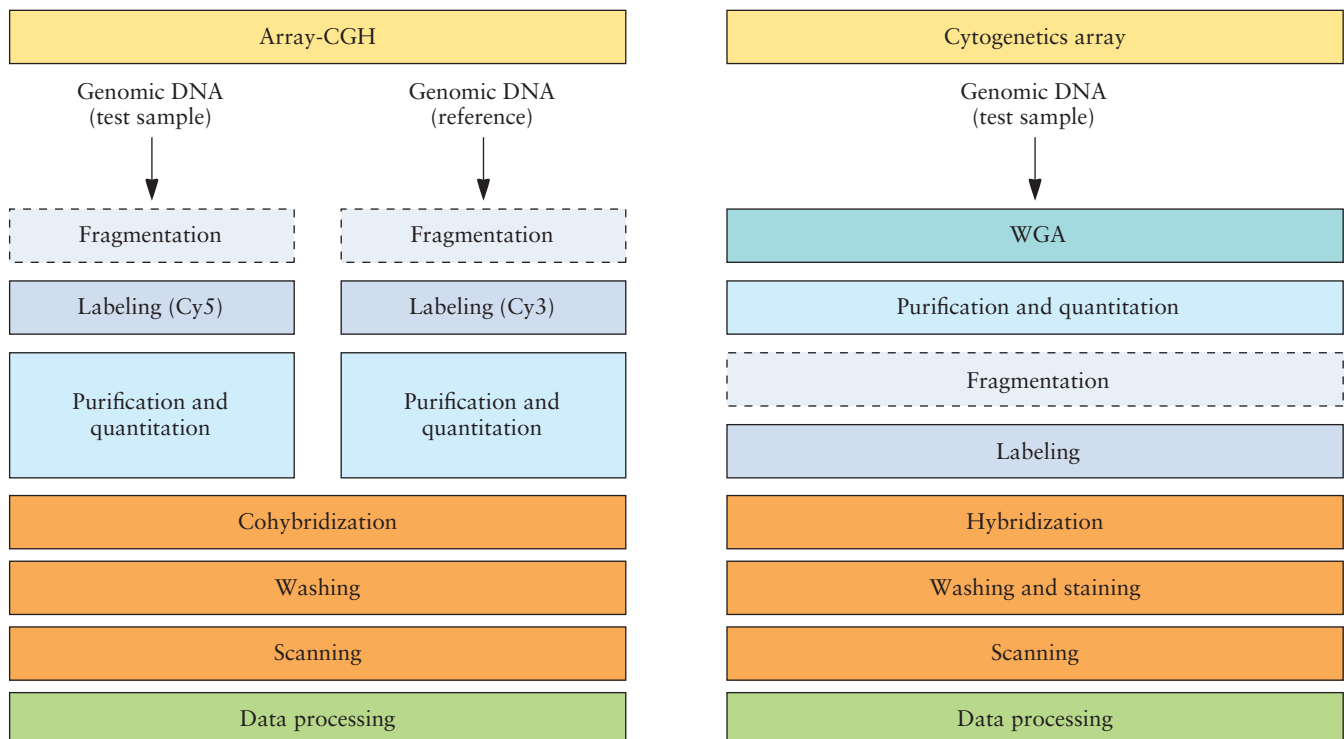 Array-CGH
Genomic DNA
(test sample)
Genomic DNA
(reference)
Fragmentation
Fragmentation
Labeling (Cy5)
Labeling (Cy3)
Purification and
quantitation
Purification and
quantitation
Cohybridization
Washing
Scanning
Data processing
Cytogenetics array
Genomic DNA
(test sample)
WGA
Purification and quantitation
Fragmentation
Labeling
Hybridization
Washing and staining
Scanning
Data processing